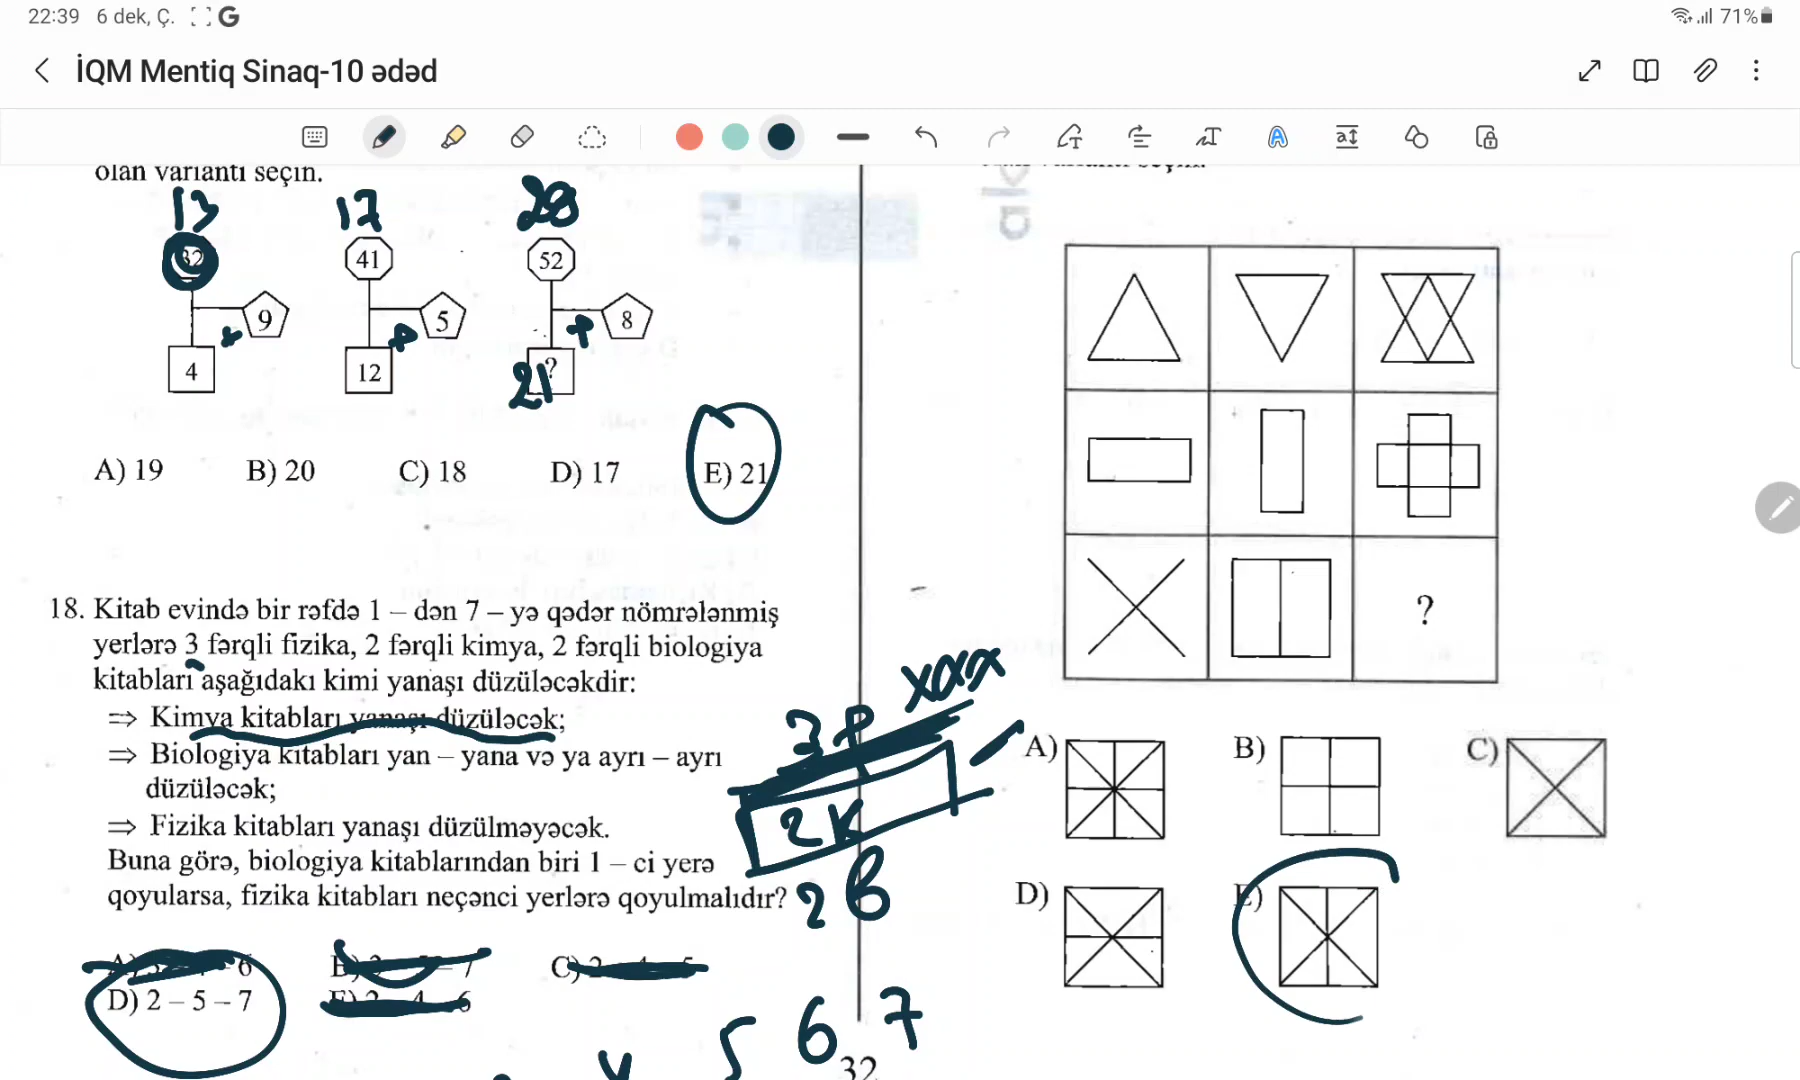 22:39 6 dek, Ç. G
71%
İQM Mentiq Sinaq-10 ədəd
olan variantı seçin.
13 17 28
41 52
9 5 8
4 12 ?
21
A) 19 B) 20 C) 18 D) 17 E) 21
18. Kitab evində bir rəfdə 1 – dən 7 – yə qədər nömrələnmiş
yerlərə 3 fərqli fizika, 2 fərqli kimya, 2 fərqli biologiya
kitabları aşağıdakı kimi yanaşı düzüləcəkdir:
⇒ Kimya kitabları yanaşı düzüləcək;
⇒ Biologiya kitabları yan – yana və ya ayrı – ayrı
düzüləcək;
⇒ Fizika kitabları yanaşı düzülməyəcək.
Buna görə, biologiya kitablarından biri 1 – ci yerə
qoyularsa, fizika kitabları neçənci yerlərə qoyulmalıdır?
D) 2 – 5 – 7
xxx
2K
5 6 7
32
?
A) B) C)
D) E)